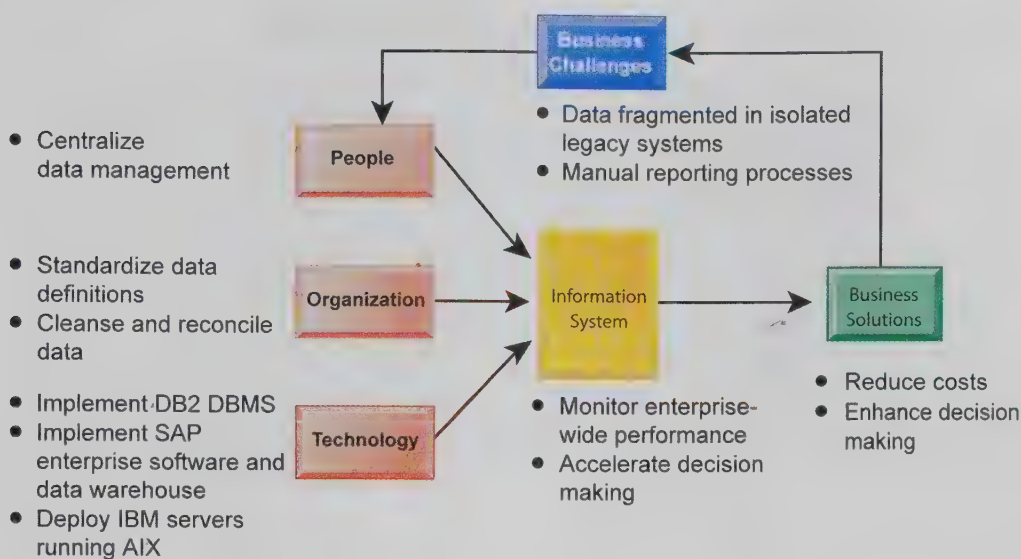 Business
Challenges
• Data fragmented in isolated
legacy systems
• Manual reporting processes
• Centralize
data management
People
• Standardize data
definitions
• Cleanse and reconcile
data
Organization
• Implement DB2 DBMS
• Implement SAP
enterprise software and
data warehouse
• Deploy IBM servers
running AIX
Technology
Information
System
• Monitor enterprise-
wide performance
• Accelerate decision
making
Business
Solutions
• Reduce costs
• Enhance decision
making